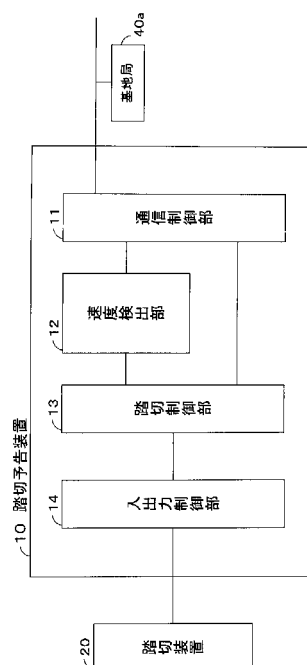 40a
基地局
11
通信制御部
12
速度検出部
13
踏切制御部
14
入出力制御部
10 踏切予告装置
20
踏切装置